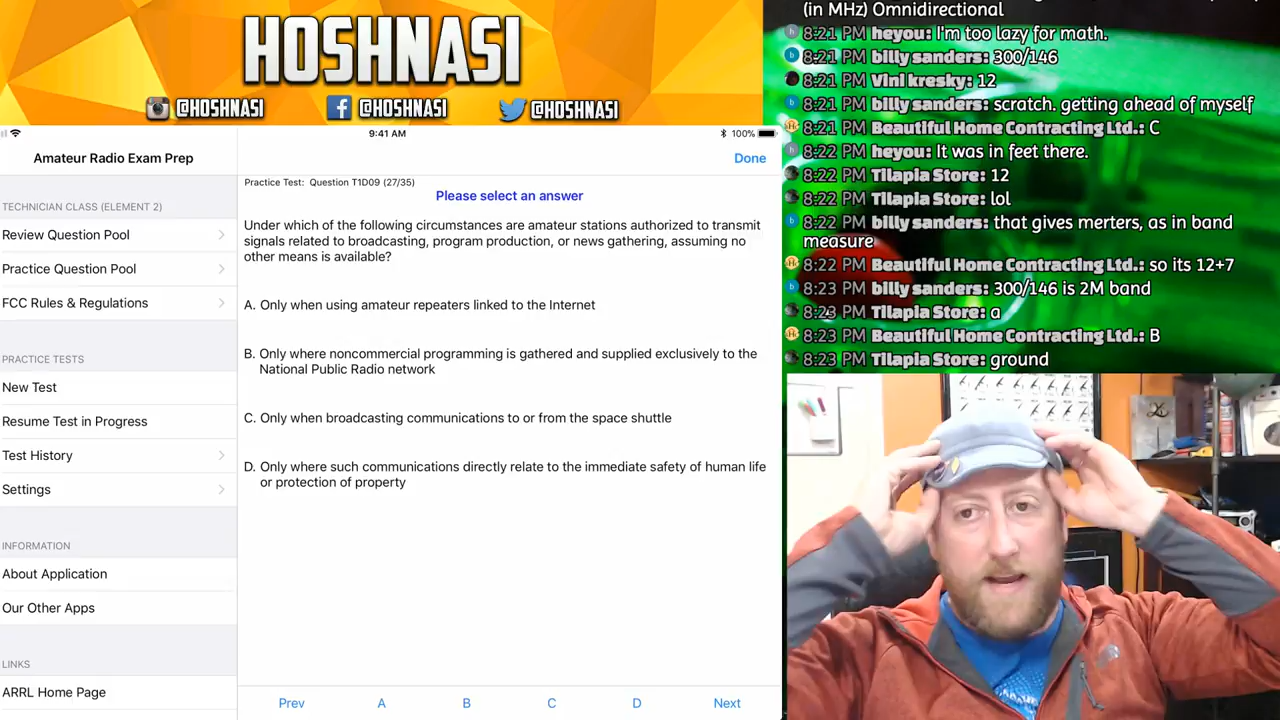 HOSHNASI
@HOSHNASI
@HOSHNASI
@HOSHNASI
9:41 AM
100%
Amateur Radio Exam Prep
Done
TECHNICIAN CLASS (ELEMENT 2)
Review Question Pool
Practice Question Pool
FCC Rules & Regulations
PRACTICE TESTS
New Test
Resume Test in Progress
Test History
Settings
INFORMATION
About Application
Our Other Apps
LINKS
ARRL Home Page
Practice Test: Question T1D09 (27/35)
Please select an answer
Under which of the following circumstances are amateur stations authorized to transmit
signals related to broadcasting, program production, or news gathering, assuming no
other means is available?
A. Only when using amateur repeaters linked to the Internet
B. Only where noncommercial programming is gathered and supplied exclusively to the
National Public Radio network
C. Only when broadcasting communications to or from the space shuttle
D. Only where such communications directly relate to the immediate safety of human life
or protection of property
Prev
A
B
C
D
Next
(in MHz) Omnidirectional
h 8:21 PM heyou: I'm too lazy for math.
b 8:21 PM billy sanders: 300/146
8:21 PM Vini kresky: 12
b 8:21 PM billy sanders: scratch. getting ahead of myself
8:21 PM Beautiful Home Contracting Ltd.: C
h 8:22 PM heyou: It was in feet there.
8:22 PM Tilapia Store: 12
8:22 PM Tilapia Store: lol
b 8:22 PM billy sanders: that gives merters, as in band
measure
8:22 PM Beautiful Home Contracting Ltd.: so its 12+7
b 8:23 PM billy sanders: 300/146 is 2M band
8:23 PM Tilapia Store: a
8:23 PM Beautiful Home Contracting Ltd.: B
8:23 PM Tilapia Store: ground